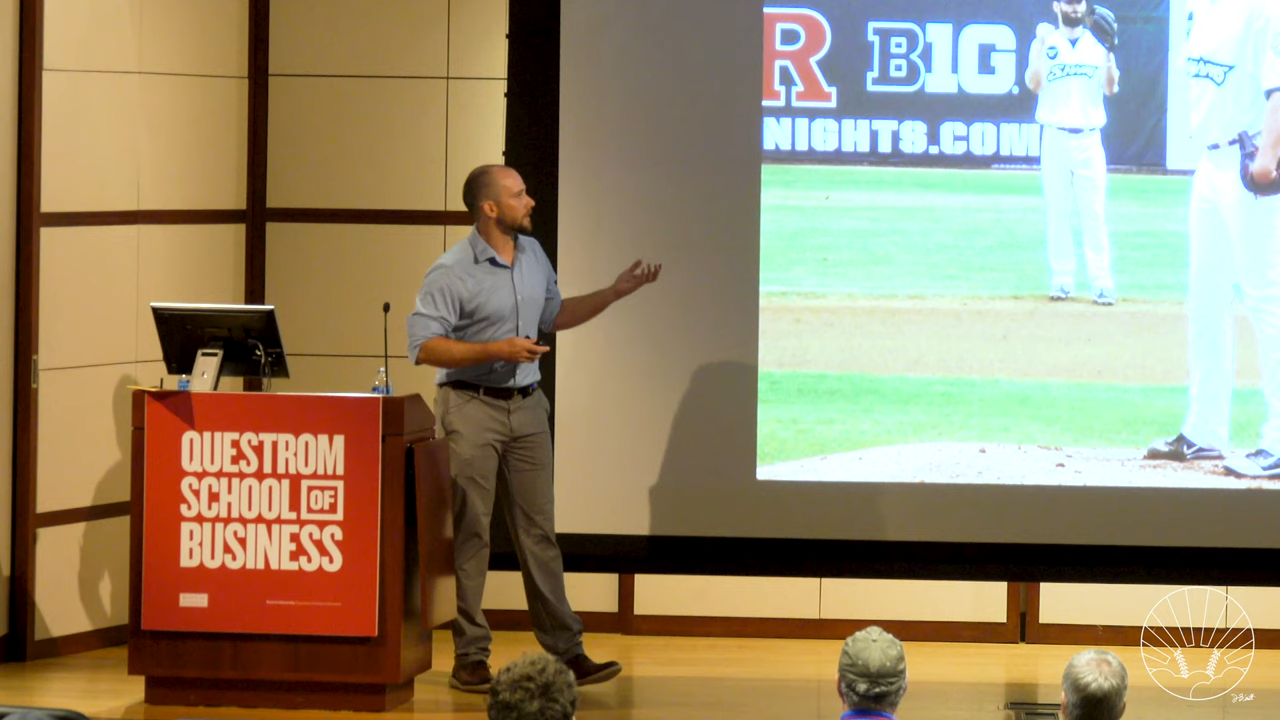 R B1G
NIGHTS.COM
QUESTROM
SCHOOL OF
BUSINESS